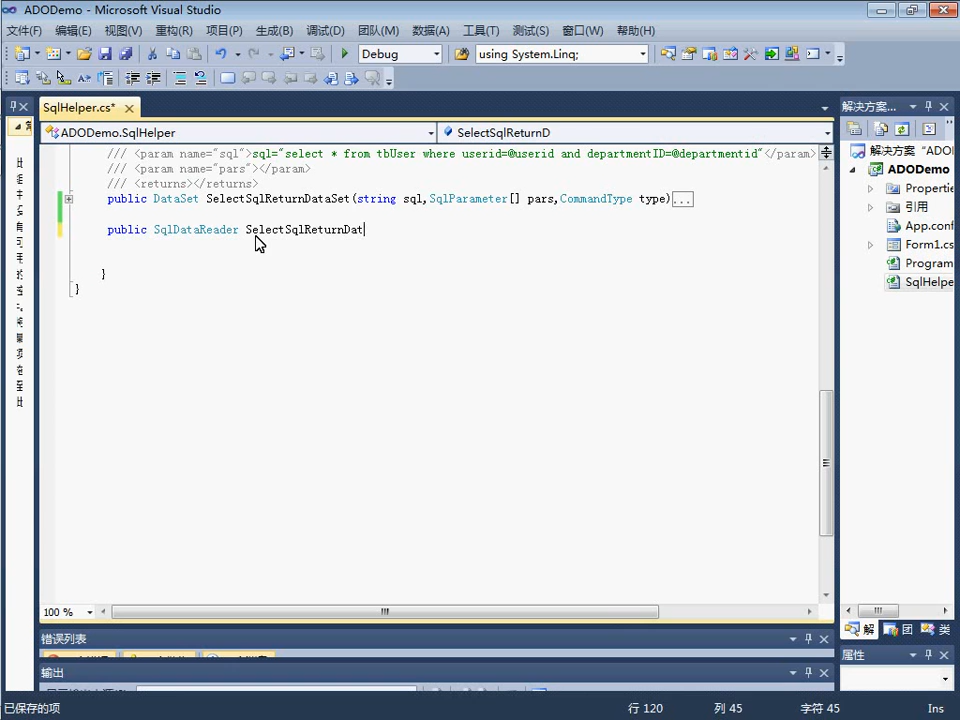 ADODemo - Microsoft Visual Studio
文件(F) 编辑(E) 视图(V) 重构(R) 项目(P) 生成(B) 调试(D) 团队(M) 数据(A) 工具(T) 测试(S) 窗口(W) 帮助(H)
Debug using System.Linq;
SqlHelper.cs*
ADODemo.SqlHelper SelectSqlReturnD
/// <param name="sql">sql="select * from tbUser where userid=@userid and departmentID=@departmentid"</param>
/// <param name="pars"></param>
/// <returns></returns>
public DataSet SelectSqlReturnDataSet(string sql,SqlParameter[] pars,CommandType type)...
public SqlDataReader SelectSqlReturnDat
}
}
100 %
解决方案...
解决方案 "ADO
ADODemo
Properti
引用
App.conf
Form1.cs
Program
SqlHelpe
解 团 类
错误列表
属性
输出
已保存的项 行 120 列 45 字符 45 Ins